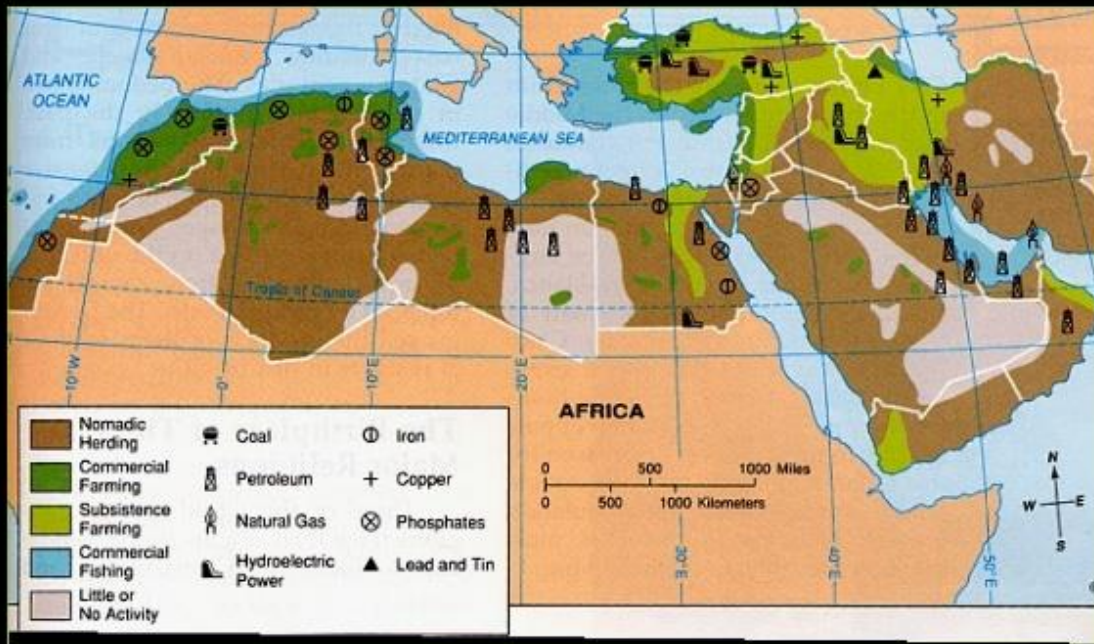 ATLANTIC
OCEAN
MEDITERRANEAN SEA
Tropic of Cancer
10°W
0°
10°E
20°E
30°E
40°E
50°E
AFRICA
0 500 1000 Miles
0 500 1000 Kilometers
N
W E
S
Nomadic
Herding
Commercial
Farming
Subsistence
Farming
Commercial
Fishing
Little or
No Activity
Coal
Petroleum
Natural Gas
Hydroelectric
Power
Iron
Copper
Phosphates
Lead and Tin